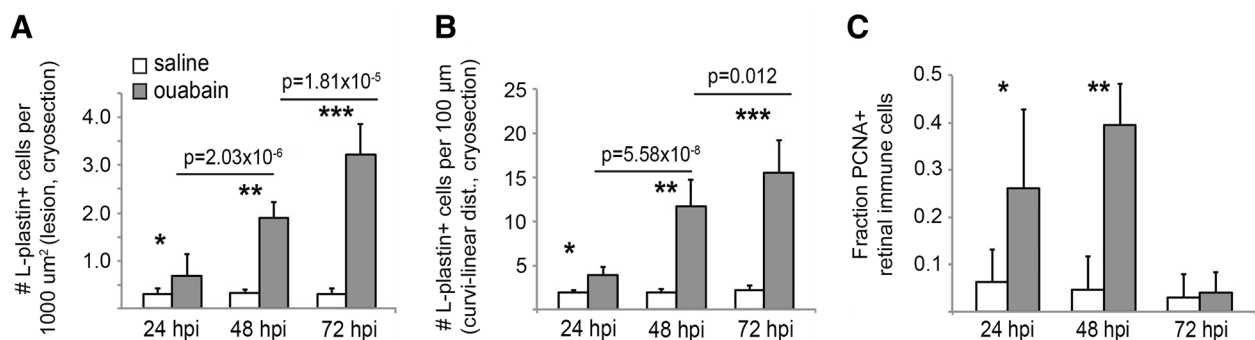 A
# L-plastin+ cells per
1000 um² (lesion, cryosection)
saline
ouabain
p=1.81x10⁻⁵
p=2.03x10⁻⁶
*
**
***
4.0
3.0
2.0
1.0
24 hpi
48 hpi
72 hpi
B
# L-plastin+ cells per 100 µm
(curvi-linear dist., cryosection)
p=0.012
p=5.58x10⁻⁸
*
**
***
25
20
15
10
5
24 hpi
48 hpi
72 hpi
C
Fraction PCNA+
retinal immune cells
*
**
0.5
0.4
0.3
0.2
0.1
24 hpi
48 hpi
72 hpi